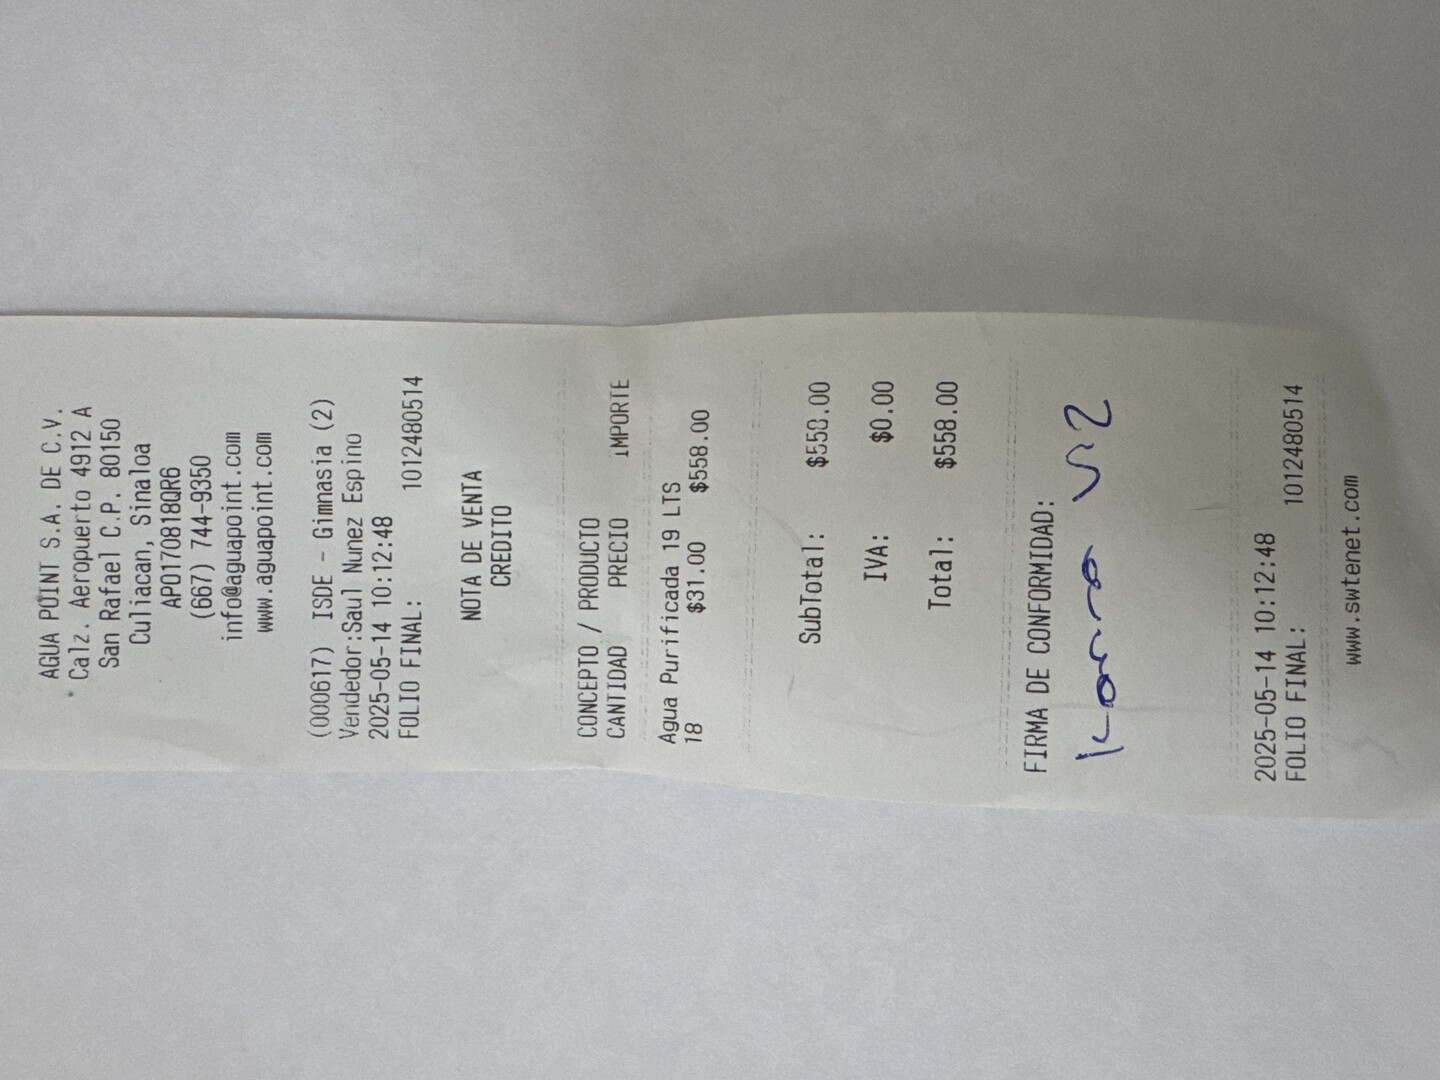 AGUA POINT S.A. DE C.V.
Calz. Aeropuerto 4912 A
San Rafael C.P. 80150
Culiacan, Sinaloa
APO170818QR6
(667) 744-9350
info@aguapoint.com
www.aguapoint.com
(000617) ISDE - Gimnasia (2)
Vendedor:Saul Nunez Espino
2025-05-14 10:12:48
FOLIO FINAL: 1012480514
NOTA DE VENTA
CREDITO
CONCEPTO / PRODUCTO
CANTIDAD PRECIO IMPORTE
Agua Purificada 19 LTS
18 $31.00 $558.00
SubTotal: $558.00
IVA: $0.00
Total: $558.00
FIRMA DE CONFORMIDAD:
2025-05-14 10:12:48
FOLIO FINAL: 1012480514
www.swtenet.com